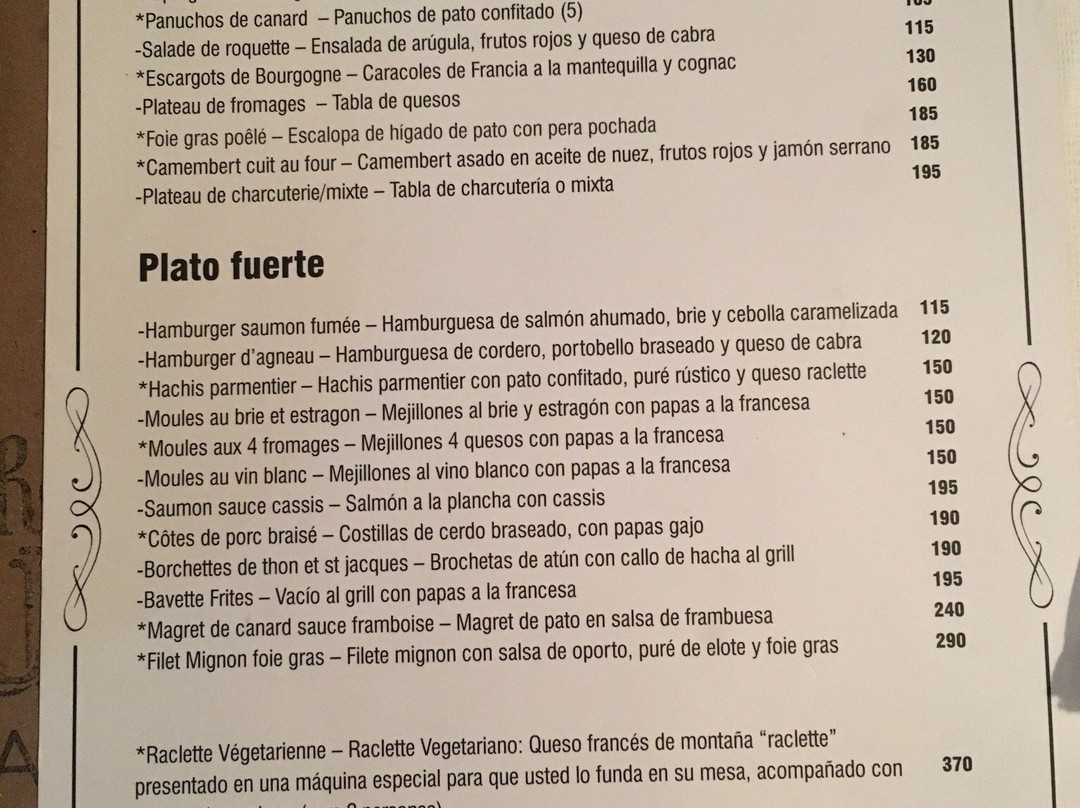 *Panuchos de canard – Panuchos de pato confitado (5)
-Salade de roquette – Ensalada de arúgula, frutos rojos y queso de cabra 115
*Escargots de Bourgogne – Caracoles de Francia a la mantequilla y cognac 130
-Plateau de fromages – Tabla de quesos 160
*Foie gras poêlé – Escalopa de hígado de pato con pera pochada 185
*Camembert cuit au four – Camembert asado en aceite de nuez, frutos rojos y jamón serrano 185
-Plateau de charcuterie/mixte – Tabla de charcutería o mixta 195
Plato fuerte
-Hamburger saumon fumée – Hamburguesa de salmón ahumado, brie y cebolla caramelizada 115
-Hamburger d'agneau – Hamburguesa de cordero, portobello braseado y queso de cabra 120
*Hachis parmentier – Hachis parmentier con pato confitado, puré rústico y queso raclette 150
-Moules au brie et estragon – Mejillones al brie y estragón con papas a la francesa 150
*Moules aux 4 fromages – Mejillones 4 quesos con papas a la francesa 150
-Moules au vin blanc – Mejillones al vino blanco con papas a la francesa 150
-Saumon sauce cassis – Salmón a la plancha con cassis 195
*Côtes de porc braisé – Costillas de cerdo braseado, con papas gajo 190
-Borchettes de thon et st jacques – Brochetas de atún con callo de hacha al grill 190
-Bavette Frites – Vacío al grill con papas a la francesa 195
*Magret de canard sauce framboise – Magret de pato en salsa de frambuesa 240
*Filet Mignon foie gras – Filete mignon con salsa de oporto, puré de elote y foie gras 290
*Raclette Végetarienne – Raclette Vegetariano: Queso francés de montaña “raclette”
presentado en una máquina especial para que usted lo funda en su mesa, acompañado con 370